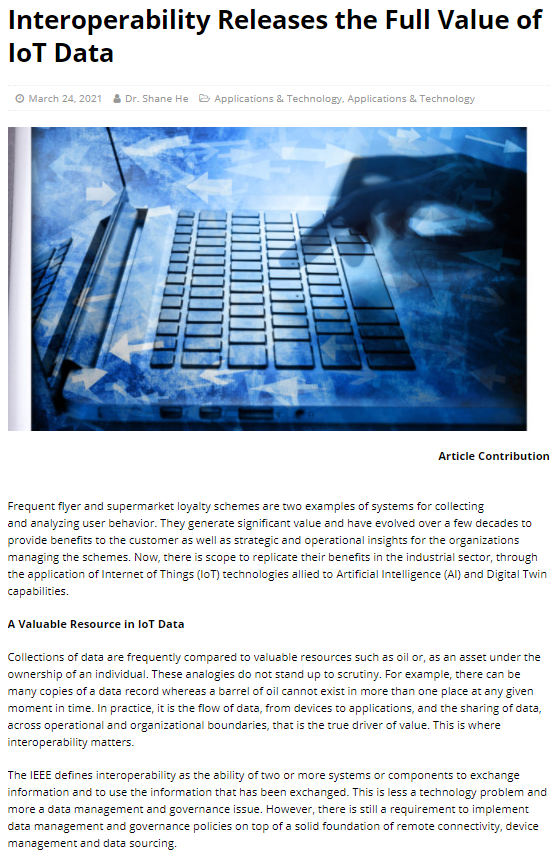 Interoperability Releases the Full Value of
IoT Data
March 24, 2021 Dr. Shane He Applications & Technology, Applications & Technology
Article Contribution
Frequent flyer and supermarket loyalty schemes are two examples of systems for collecting
and analyzing user behavior. They generate significant value and have evolved over a few decades to
provide benefits to the customer as well as strategic and operational insights for the organizations
managing the schemes. Now, there is scope to replicate their benefits in the industrial sector, through
the application of Internet of Things (IoT) technologies allied to Artificial Intelligence (AI) and Digital Twin
capabilities.
A Valuable Resource in IoT Data
Collections of data are frequently compared to valuable resources such as oil or, as an asset under the
ownership of an individual. These analogies do not stand up to scrutiny. For example, there can be
many copies of a data record whereas a barrel of oil cannot exist in more than one place at any given
moment in time. In practice, it is the flow of data, from devices to applications, and the sharing of data,
across operational and organizational boundaries, that is the true driver of value. This is where
interoperability matters.
The IEEE defines interoperability as the ability of two or more systems or components to exchange
information and to use the information that has been exchanged. This is less a technology problem and
more a data management and governance issue. However, there is still a requirement to implement
data management and governance policies on top of a solid foundation of remote connectivity, device
management and data sourcing.